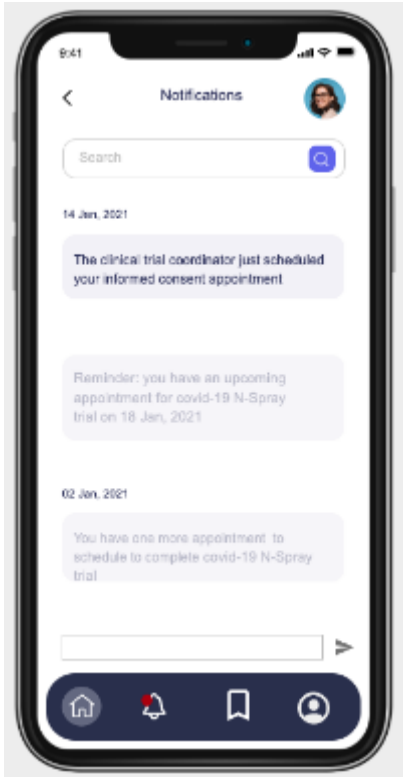 9:41
Notifications
Search
14 Jan, 2021
The clinical trial coordinator just scheduled
your informed consent appointment
Reminder: you have an upcoming
appointment for covid-19 N-Spray
trial on 18 Jan, 2021
02 Jan, 2021
You have one more appointment to
schedule to complete covid-19 N-Spray
trial